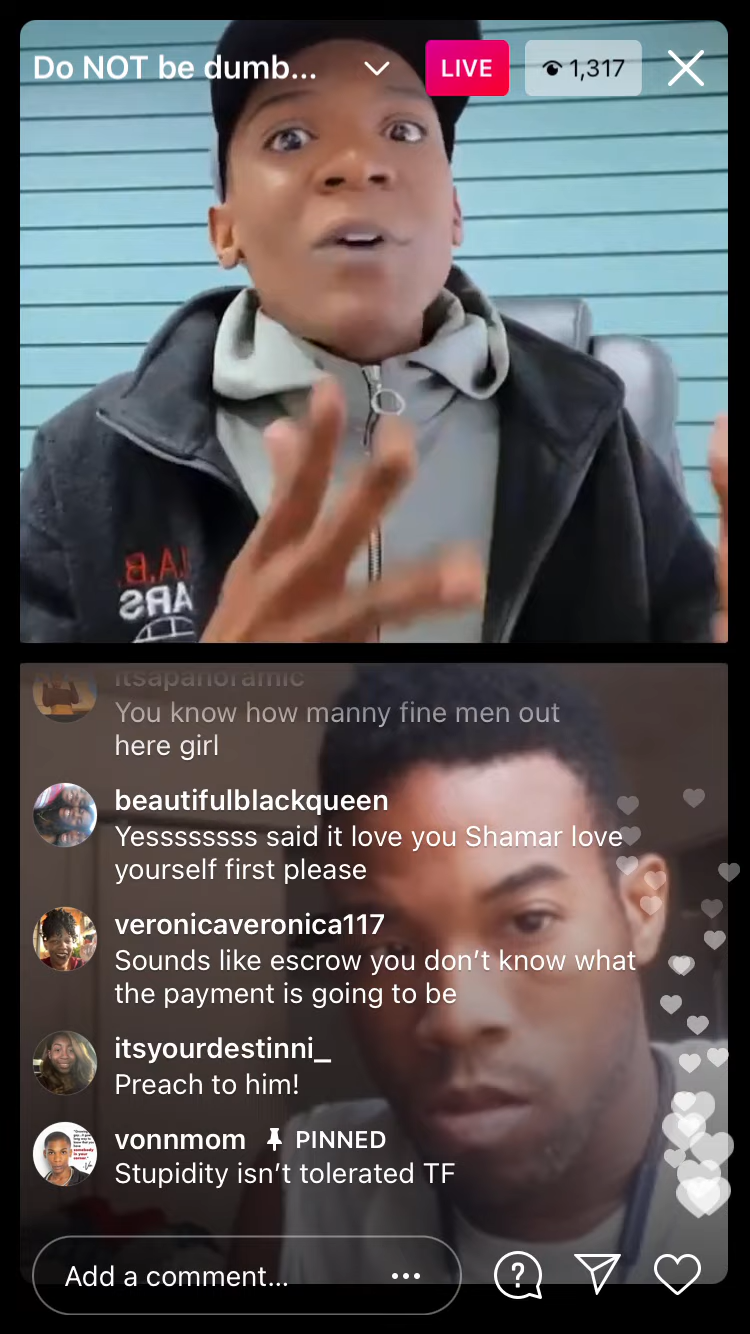 Do NOT be dumb...
LIVE
1,317
.A.B.
ARS
itsapanoramic
You know how manny fine men out
here girl
beautifulblackqueen
Yessssssss said it love you Shamar love
yourself first please
veronicaveronica117
Sounds like escrow you don't know what
the payment is going to be
itsyourdestinni_
Preach to him!
vonnmom PINNED
Stupidity isn't tolerated TF
Add a comment...